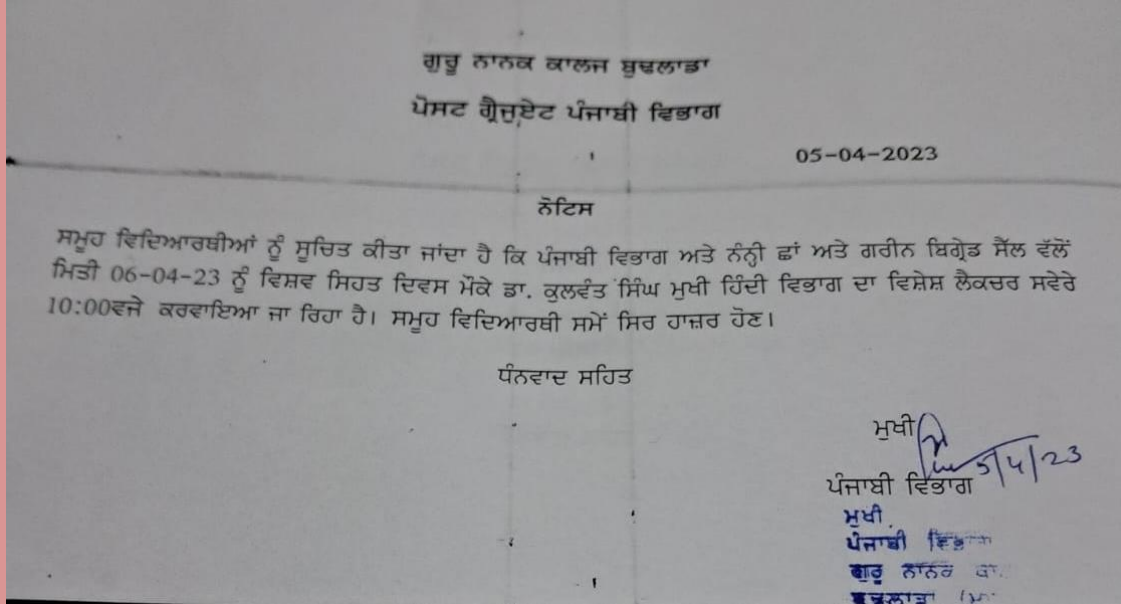 ਗੁਰੂ ਨਾਨਕ ਕਾਲਜ ਬੁਢਲਾਡਾ
ਪੋਸਟ ਗ੍ਰੈਜੂਏਟ ਪੰਜਾਬੀ ਵਿਭਾਗ
05-04-2023
ਨੋਟਿਸ
ਸਮੂਹ ਵਿਦਿਆਰਥੀਆਂ ਨੂੰ ਸੂਚਿਤ ਕੀਤਾ ਜਾਂਦਾ ਹੈ ਕਿ ਪੰਜਾਬੀ ਵਿਭਾਗ ਅਤੇ ਨੰਨ੍ਹੀ ਛਾਂ ਅਤੇ ਗਰੀਨ ਬਿਗ੍ਰੇਡ ਸੈੱਲ ਵੱਲੋਂ
ਮਿਤੀ 06-04-23 ਨੂੰ ਵਿਸ਼ਵ ਸਿਹਤ ਦਿਵਸ ਮੌਕੇ ਡਾ. ਕੁਲਵੰਤ ਸਿੰਘ ਮੁਖੀ ਹਿੰਦੀ ਵਿਭਾਗ ਦਾ ਵਿਸ਼ੇਸ਼ ਲੈਕਚਰ ਸਵੇਰੇ
10:00ਵਜੇ ਕਰਵਾਇਆ ਜਾ ਰਿਹਾ ਹੈ। ਸਮੂਹ ਵਿਦਿਆਰਥੀ ਸਮੇਂ ਸਿਰ ਹਾਜ਼ਰ ਹੋਣ।
ਧੰਨਵਾਦ ਸਹਿਤ
ਮੁਖੀ
5/4/23
ਪੰਜਾਬੀ ਵਿਭਾਗ
ਮੁਖੀ
ਪੰਜਾਬੀ
ਗੁਰੂ ਨਾਨਕ